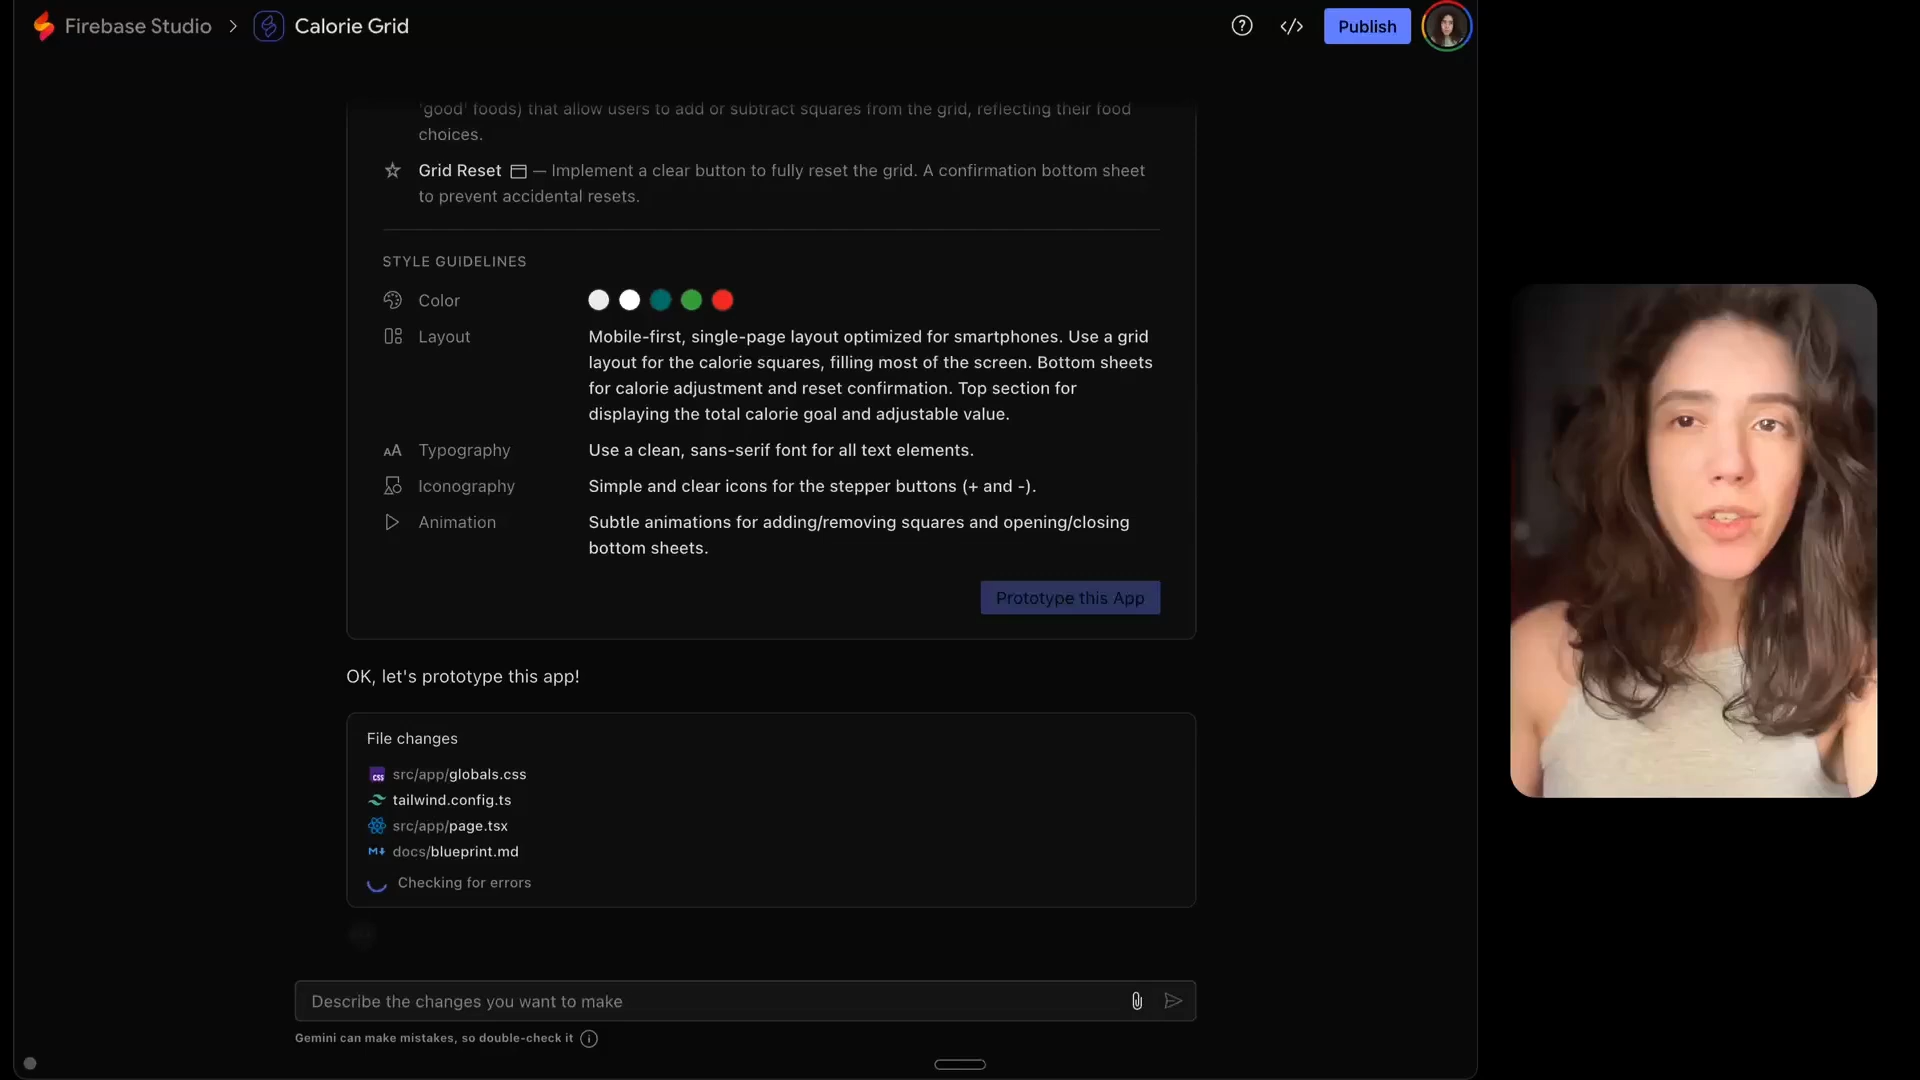 Firebase Studio > Calorie Grid
Publish
'good' foods) that allow users to add or subtract squares from the grid, reflecting their food
choices.
Grid Reset — Implement a clear button to fully reset the grid. A confirmation bottom sheet
to prevent accidental resets.
STYLE GUIDELINES
Color
Layout
Mobile-first, single-page layout optimized for smartphones. Use a grid
layout for the calorie squares, filling most of the screen. Bottom sheets
for calorie adjustment and reset confirmation. Top section for
displaying the total calorie goal and adjustable value.
Typography
Use a clean, sans-serif font for all text elements.
Iconography
Simple and clear icons for the stepper buttons (+ and -).
Animation
Subtle animations for adding/removing squares and opening/closing
bottom sheets.
Prototype this App
OK, let's prototype this app!
File changes
css src/app/globals.css
tailwind.config.ts
src/app/page.tsx
docs/blueprint.md
Checking for errors
Describe the changes you want to make
Gemini can make mistakes, so double-check it